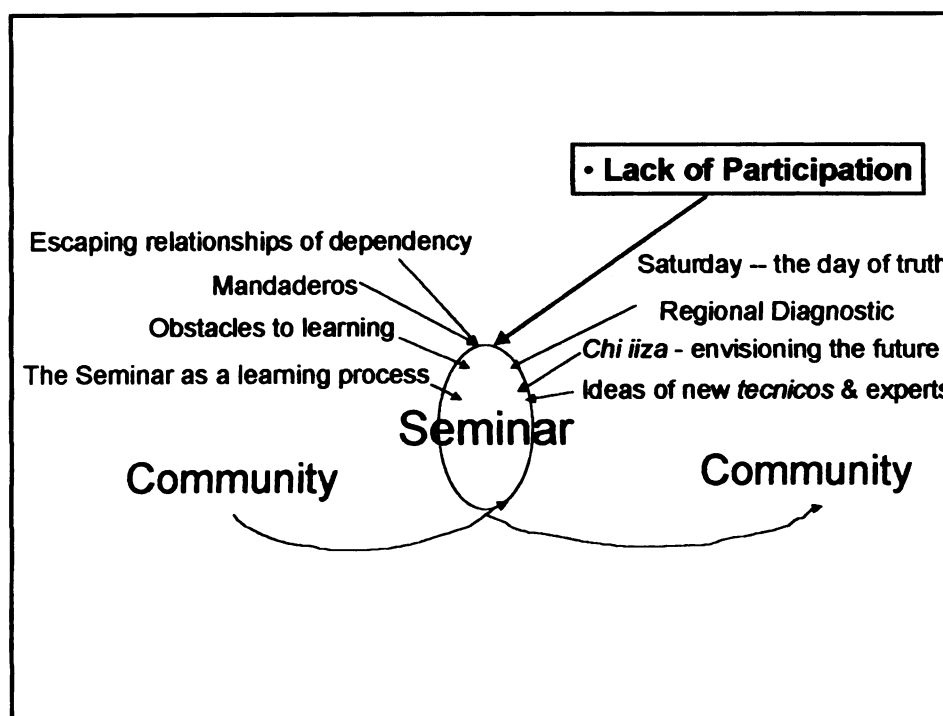 • Lack of Participation
Escaping relationships of dependency
Saturday -- the day of truth
Mandaderos
Regional Diagnostic
Obstacles to learning
Chi iiza - envisioning the future
The Seminar as a learning process
Ideas of new tecnicos & experts
Seminar
Community
Community